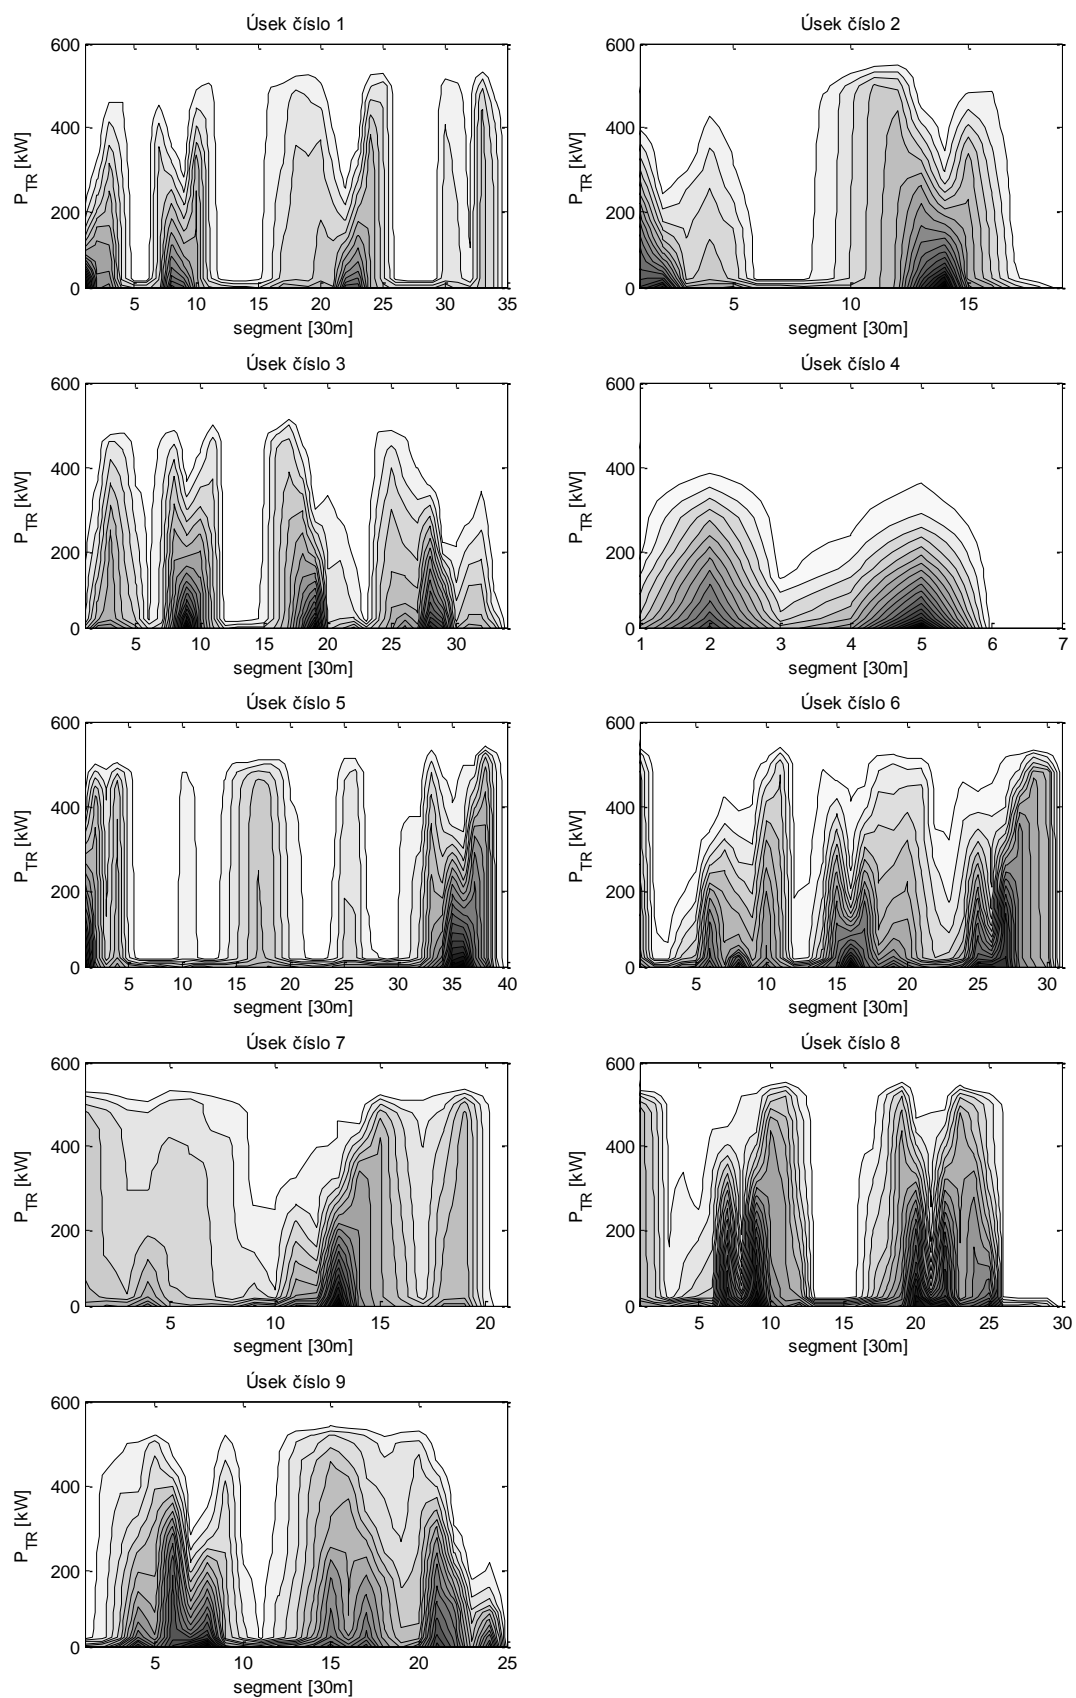 Úsek číslo 1
600
400
200
0
P_TR [kW]
5 10 15 20 25 30 35
segment [30m]
Úsek číslo 2
600
400
200
0
P_TR [kW]
5 10 15
segment [30m]
Úsek číslo 3
600
400
200
0
P_TR [kW]
5 10 15 20 25 30
segment [30m]
Úsek číslo 4
600
400
200
0
P_TR [kW]
1 2 3 4 5 6 7
segment [30m]
Úsek číslo 5
600
400
200
0
P_TR [kW]
5 10 15 20 25 30 35 40
segment [30m]
Úsek číslo 6
600
400
200
0
P_TR [kW]
5 10 15 20 25 30
segment [30m]
Úsek číslo 7
600
400
200
0
P_TR [kW]
5 10 15 20
segment [30m]
Úsek číslo 8
600
400
200
0
P_TR [kW]
5 10 15 20 25 30
segment [30m]
Úsek číslo 9
600
400
200
0
P_TR [kW]
5 10 15 20 25
segment [30m]